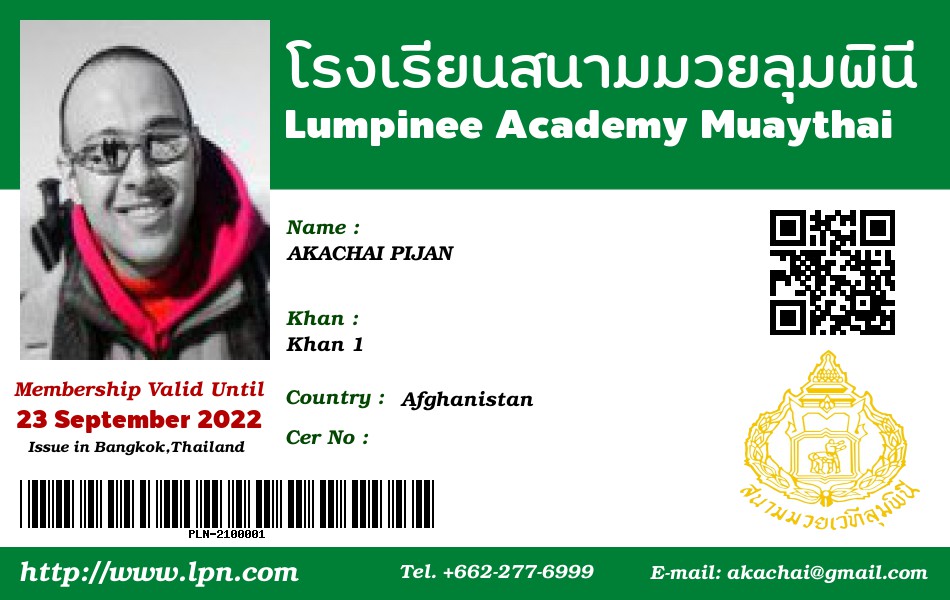 โรงเรียนสนามมวยลุมพินี
Lumpinee Academy Muaythai
Name :
AKACHAI PIJAN
Khan :
Khan 1
Country : Afghanistan
Cer No :
Membership Valid Until
23 September 2022
Issue in Bangkok,Thailand
PLN-2100001
สนามมวยเวทีลุมพินี
http://www.lpn.com
Tel. +662-277-6999
E-mail: akachai@gmail.com